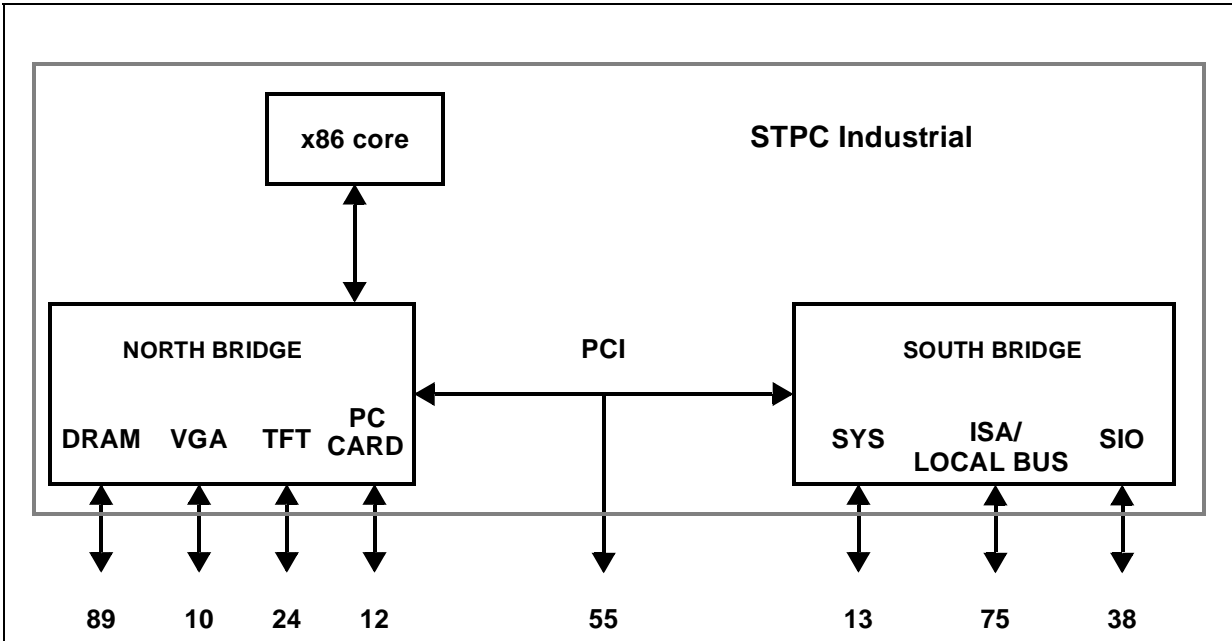 x86 core
STPC Industrial
NORTH BRIDGE
PCI
SOUTH BRIDGE
DRAM
VGA
TFT
PC
CARD
SYS
ISA/
LOCAL BUS
SIO
89
10
24
12
55
13
75
38